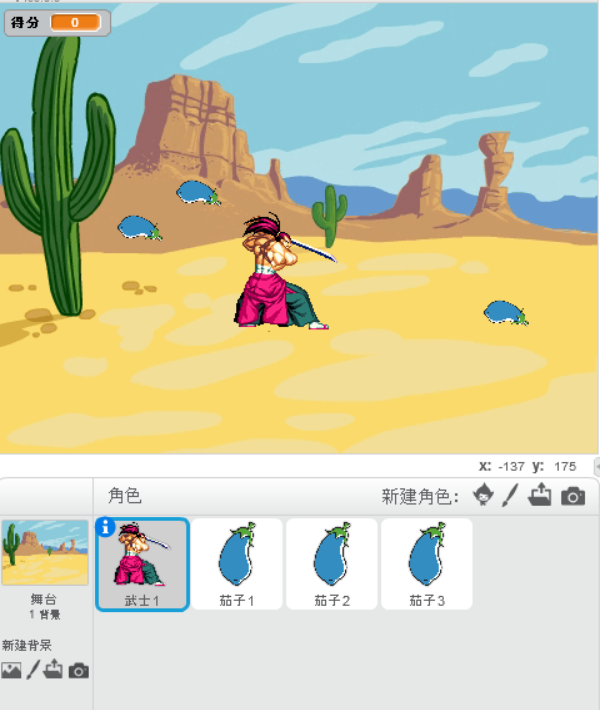 得分 0
x: -137 y: 175
角色
新建角色:
舞台
1 背景
新建背景
武士1
茄子1
茄子2
茄子3